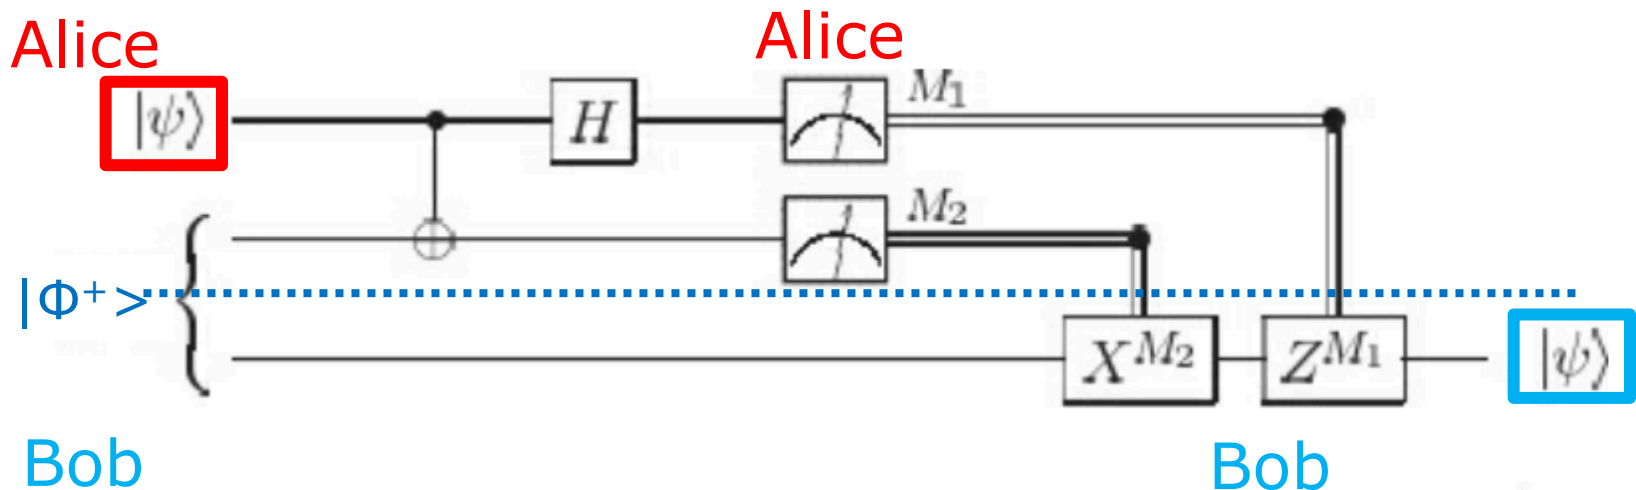 Alice
Alice
|ψ⟩
H
M₁
M₂
|Φ⁺>
X^M₂
Z^M₁
|ψ⟩
Bob
Bob